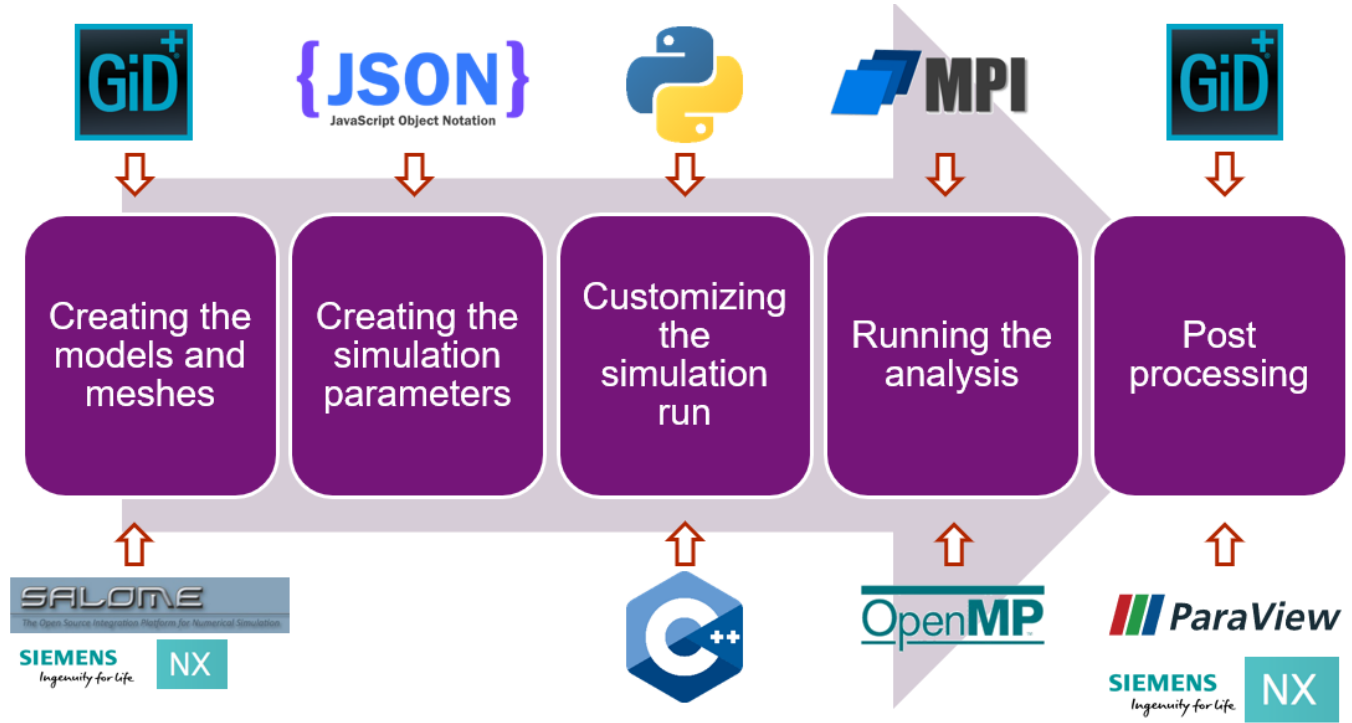 GiD+
{JSON}
JavaScript Object Notation
MPI
GiD+
Creating the
models and
meshes
Creating the
simulation
parameters
Customizing
the
simulation
run
Running the
analysis
Post
processing
SALOME
The Open Source Integration Platform for Numerical Simulation
SIEMENS
Ingenuity for life
NX
C++
OpenMP™
ParaView
SIEMENS
Ingenuity for life
NX